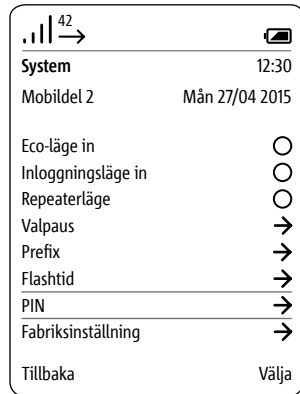 42
System 12:30
Mobildel 2 Mån 27/04 2015
Eco-läge in
Inloggningsläge in
Repeaterläge
Valpaus
Prefix
Flashtid
PIN
Fabriksinställning
Tillbaka Välja